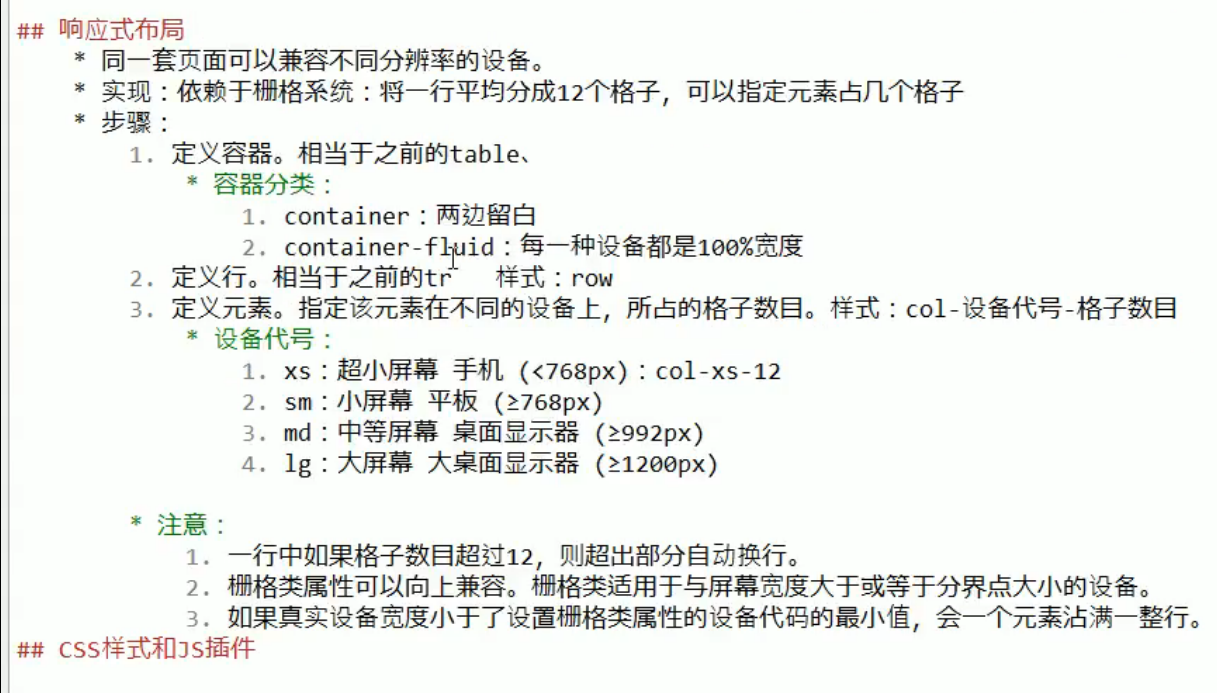 ## 响应式布局
* 同一套页面可以兼容不同分辨率的设备。
* 实现：依赖于栅格系统：将一行平均分成12个格子，可以指定元素占几个格子
* 步骤：
1. 定义容器。相当于之前的table、
* 容器分类：
1. container：两边留白
2. container-fluid：每一种设备都是100%宽度
2. 定义行。相当于之前的tr 样式：row
3. 定义元素。指定该元素在不同的设备上，所占的格子数目。样式：col-设备代号-格子数目
* 设备代号：
1. xs：超小屏幕 手机 (<768px)：col-xs-12
2. sm：小屏幕 平板 (≥768px)
3. md：中等屏幕 桌面显示器 (≥992px)
4. lg：大屏幕 大桌面显示器 (≥1200px)
* 注意：
1. 一行中如果格子数目超过12，则超出部分自动换行。
2. 栅格类属性可以向上兼容。栅格类适用于与屏幕宽度大于或等于分界点大小的设备。
3. 如果真实设备宽度小于了设置栅格类属性的设备代码的最小值，会一个元素沾满一整行。
## CSS样式和JS插件